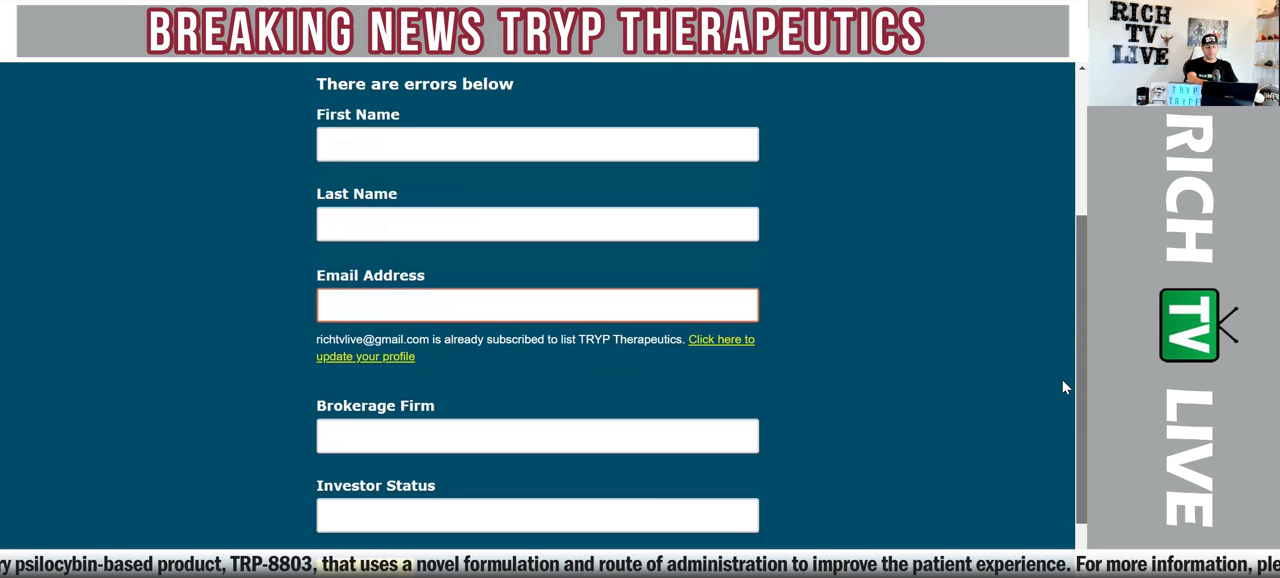 BREAKING NEWS TRYP THERAPEUTICS
RICH
TV
LIVE
There are errors below
First Name
Last Name
Email Address
richtvlive@gmail.com is already subscribed to list TRYP Therapeutics. Click here to
update your profile
Brokerage Firm
Investor Status
RICH TV LIVE
ry psilocybin-based product, TRP-8803, that uses a novel formulation and route of administration to improve the patient experience. For more information, ple